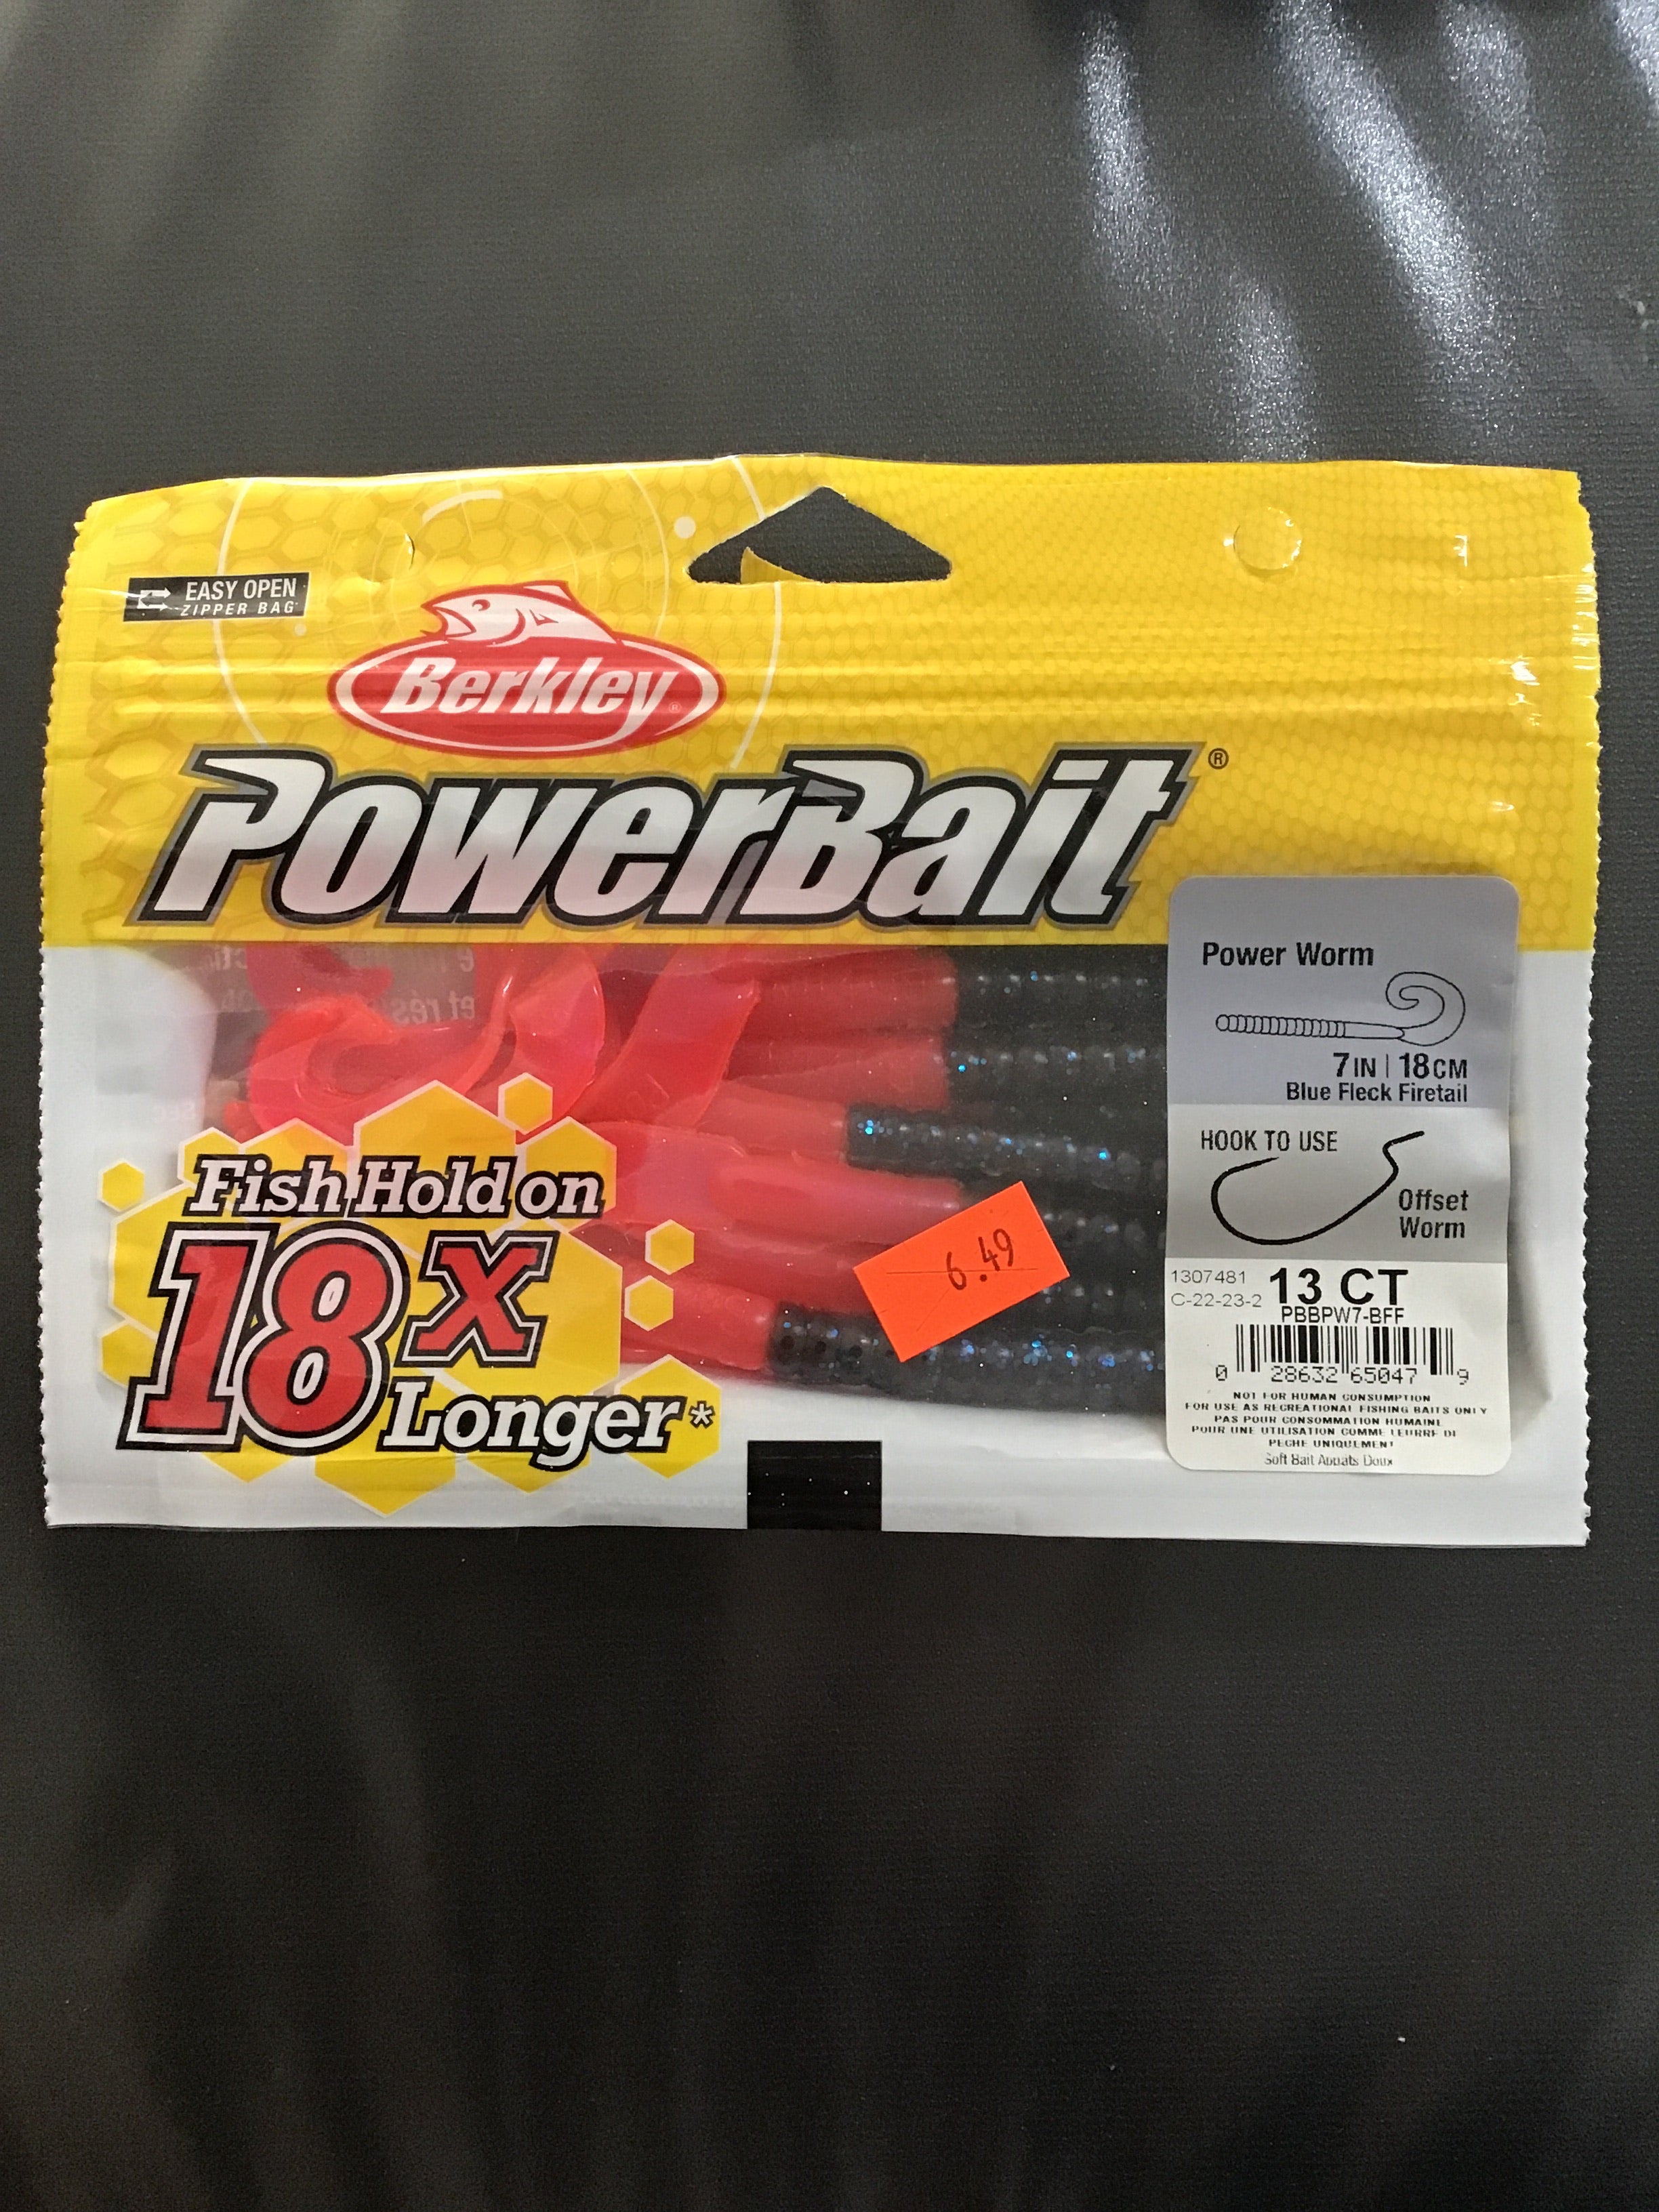 EASY OPEN
ZIPPER BAG
Berkley®
PowerBait®
Fish Hold on
18x
Longer*
6.49
Power Worm
7IN | 18CM
Blue Fleck Firetail
HOOK TO USE
Offset
Worm
1307481
C-22-23-2
13 CT
PBBPW7-BFF
0 28632 65047 9
NOT FOR HUMAN CONSUMPTION
FOR USE AS RECREATIONAL FISHING BAITS ONLY
PAS POUR CONSOMMATION HUMAINE
POUR UNE UTILISATION COMME LEURRE DE
PECHE UNIQUEMENT
Soft Bait Appats Doux